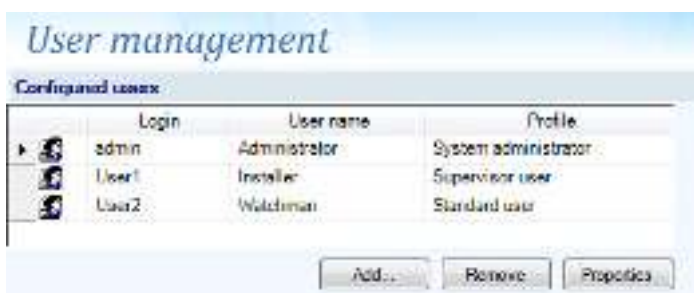 User management
Configured users
Login User name Profile
admin Administrator System administrator
User1 Installer Supervisor user
User2 Watchman Standard user
Add... Remove Properties